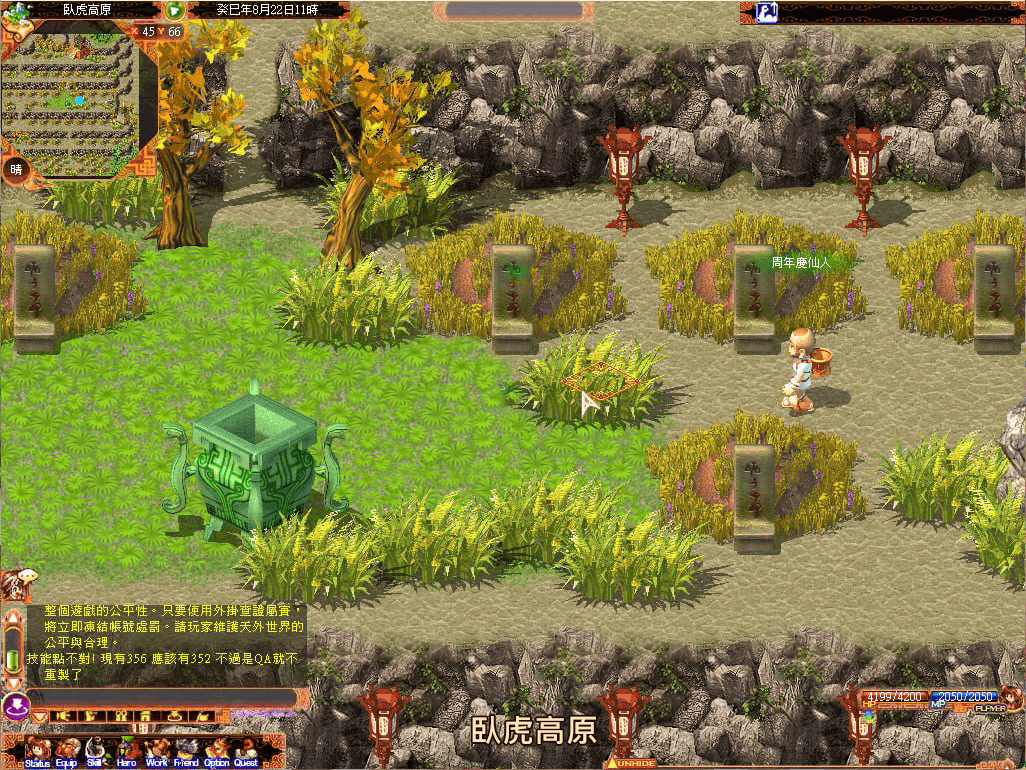 臥虎高原
癸巳年8月22日11時
X 45 Y 66
晴
周年慶仙人
整個遊戲的公平性。只要使用外掛查證屬實，
將立即凍結帳號處罰。請玩家維護天外世界的
公平與合理。
技能點不對! 現有356 應該有352 不過是QA就不
重製了
4199/4200
2050/2050
HP
MP
PLAYER
臥虎高原
UNHIDE
Status Equip Skill Hero Work Friend Option Quest